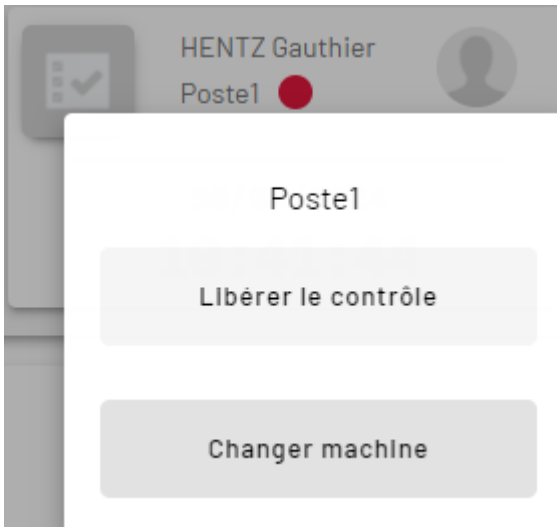 HENTZ Gauthier
Poste1
Poste1
Libérer le contrôle
Changer machine